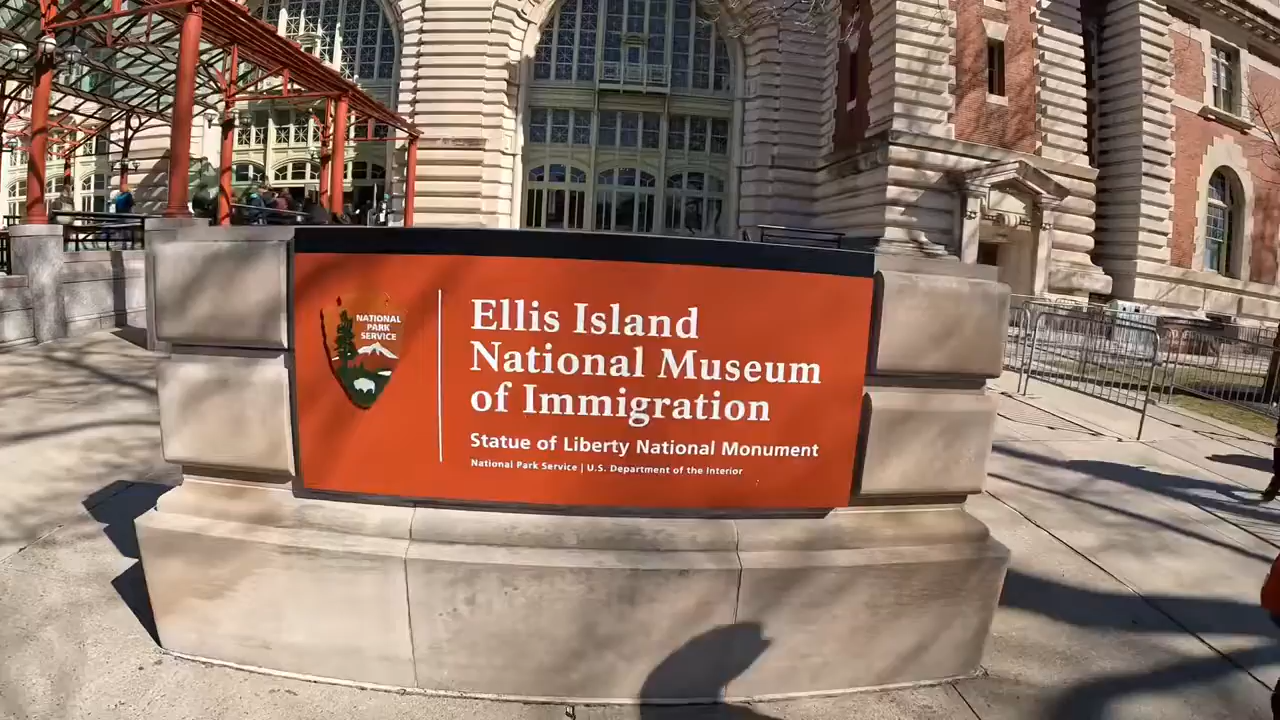 NATIONAL
PARK
SERVICE
Ellis Island
National Museum
of Immigration
Statue of Liberty National Monument
National Park Service | U.S. Department of the Interior